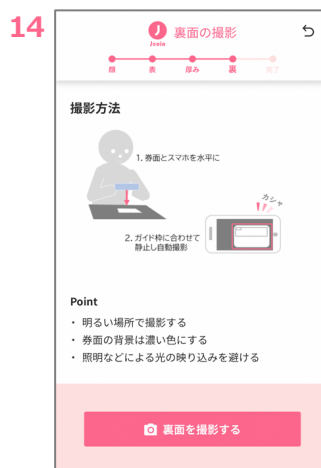 14
J 裏面の撮影
Jcoin
顔 表 厚み 裏 完了
撮影方法
1. 券面とスマホを水平に
カシャ
2. ガイド枠に合わせて
静止し自動撮影
Point
・ 明るい場所で撮影する
・ 券面の背景は濃い色にする
・ 照明などによる光の映り込みを避ける
裏面を撮影する